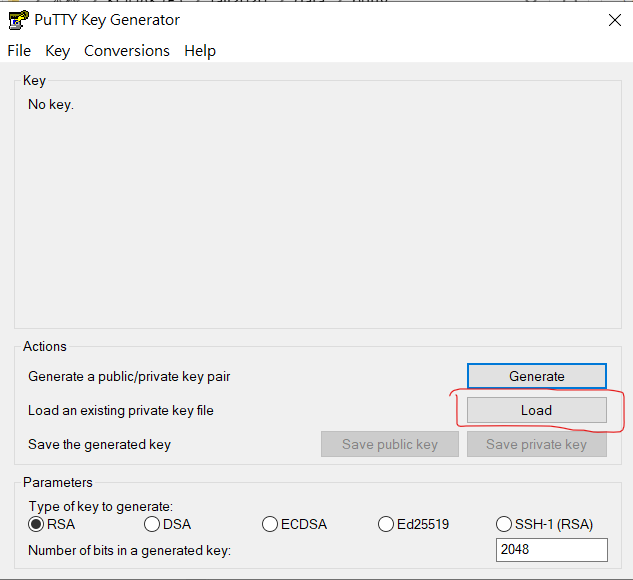 PuTTY Key Generator
File Key Conversions Help
Key
No key.
Actions
Generate a public/private key pair
Generate
Load an existing private key file
Load
Save the generated key
Save public key
Save private key
Parameters
Type of key to generate:
RSA DSA ECDSA Ed25519 SSH-1 (RSA)
Number of bits in a generated key:
2048